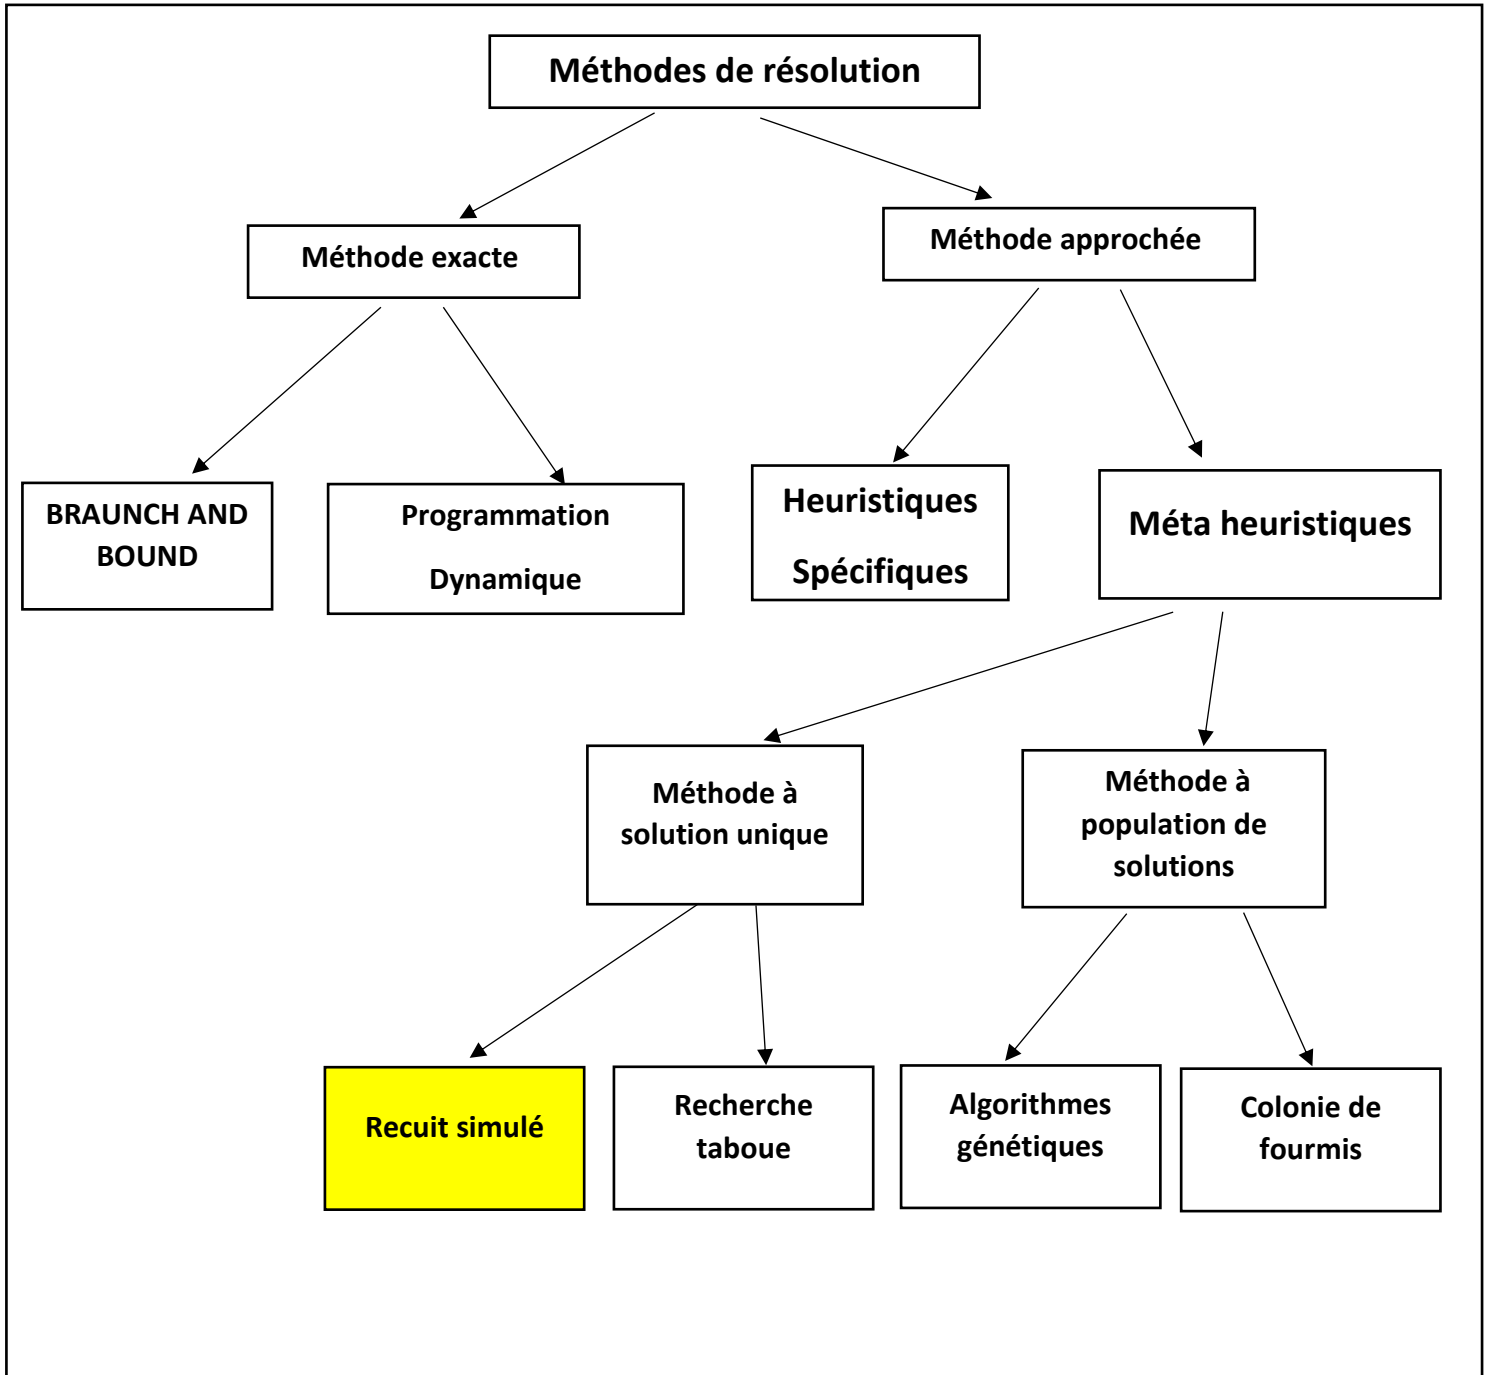 Méthodes de résolution
Méthode exacte
Méthode approchée
BRAUNCH AND
BOUND
Programmation
Dynamique
Heuristiques
Spécifiques
Méta heuristiques
Méthode à
solution unique
Méthode à
population de
solutions
Recuit simulé
Recherche
taboue
Algorithmes
génétiques
Colonie de
fourmis